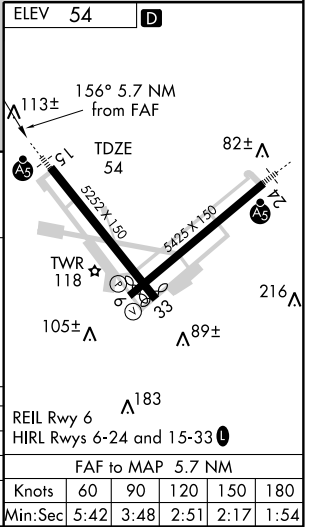 ELEV 54 D
156° 5.7 NM
from FAF
113±
82±
A5
15
TDZE
54
24
A5
5252 X 150
5425 X 150
TWR
118
P
6
V
33
216
105±
89±
183
REIL Rwy 6
HIRL Rwys 6-24 and 15-33 L
FAF to MAP 5.7 NM
Knots 60 90 120 150 180
Min:Sec 5:42 3:48 2:51 2:17 1:54